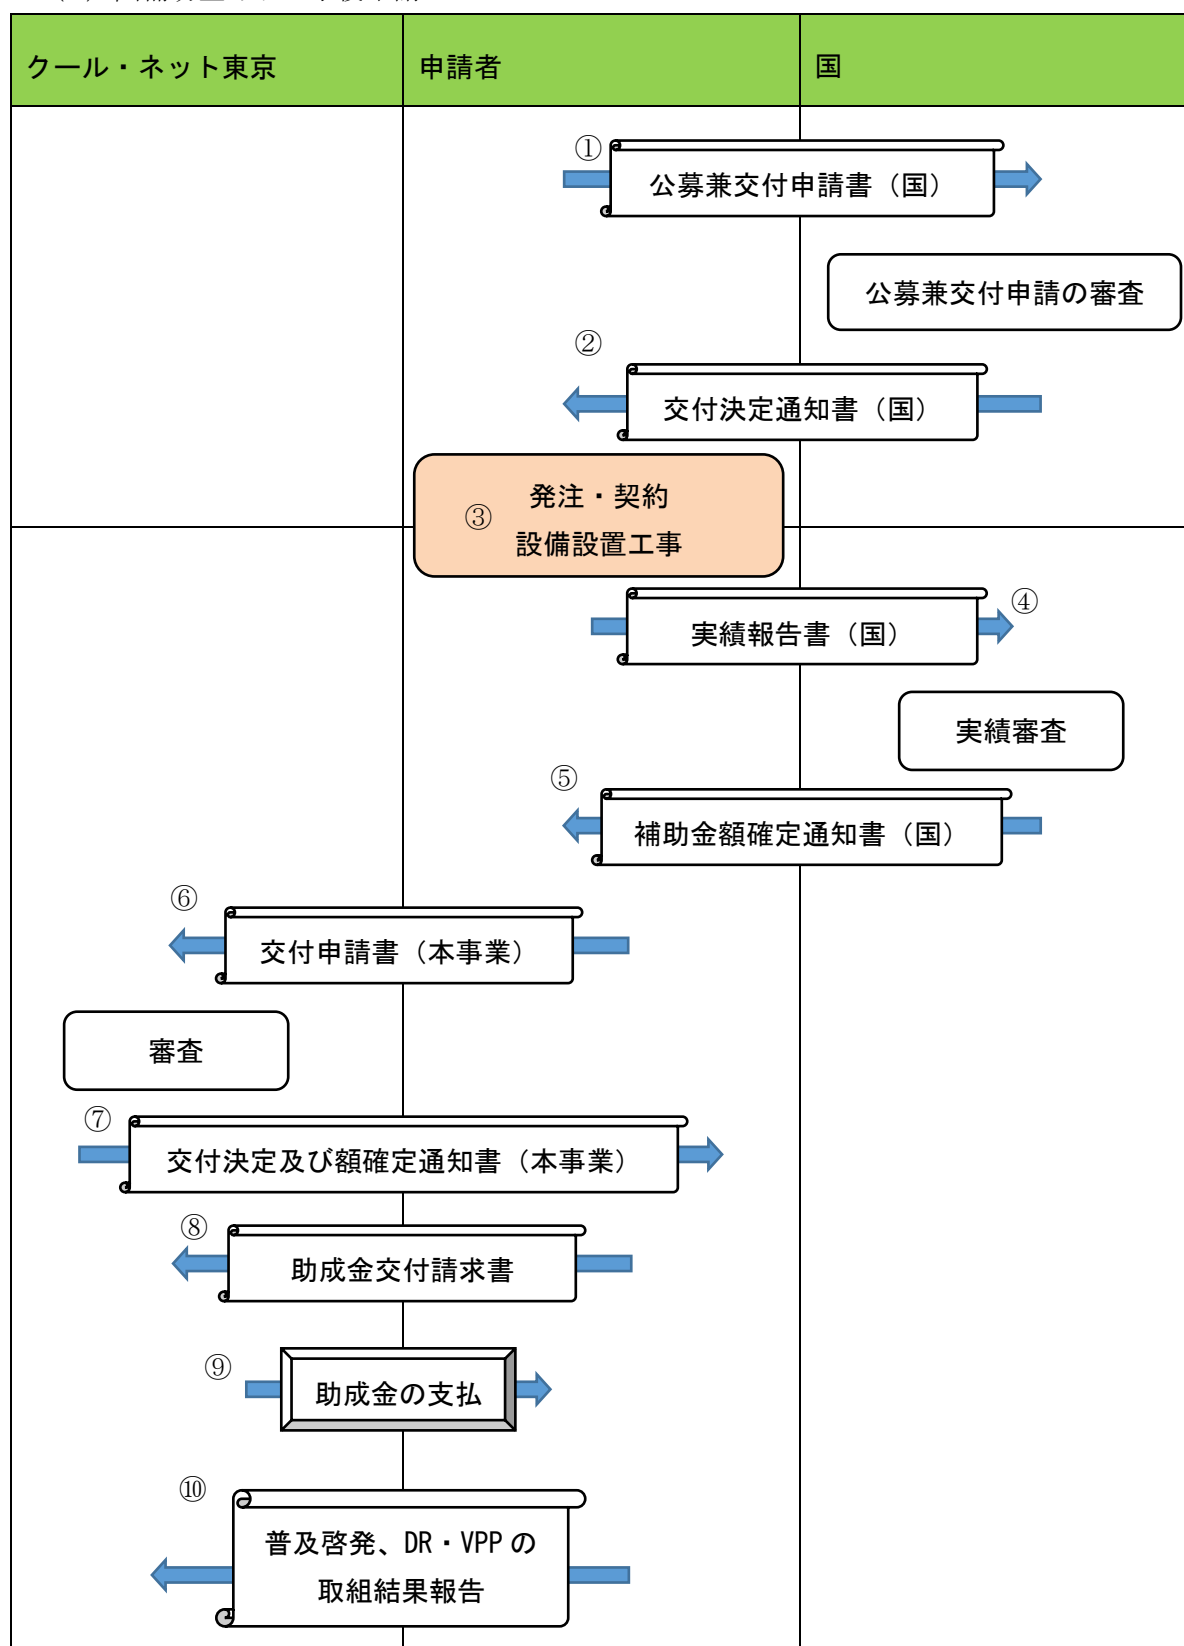 クール・ネット東京
申請者
国
①
公募兼交付申請書（国）
公募兼交付申請の審査
②
交付決定通知書（国）
③
発注・契約
設備設置工事
④
実績報告書（国）
実績審査
⑤
補助金額確定通知書（国）
⑥
交付申請書（本事業）
審査
⑦
交付決定及び額確定通知書（本事業）
⑧
助成金交付請求書
⑨
助成金の支払
⑩
普及啓発、DR・VPP の
取組結果報告